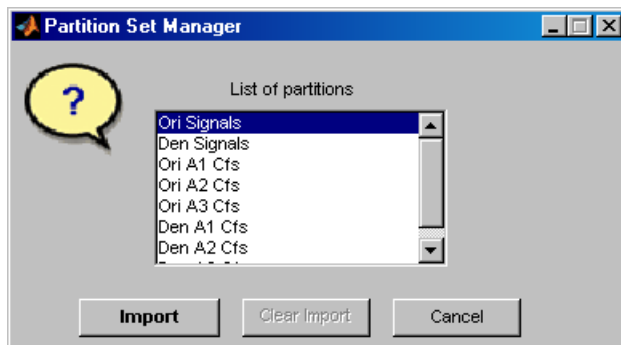 Partition Set Manager
?
List of partitions
Ori Signals
Den Signals
Ori A1 Cfs
Ori A2 Cfs
Ori A3 Cfs
Den A1 Cfs
Den A2 Cfs
Import
Clear Import
Cancel